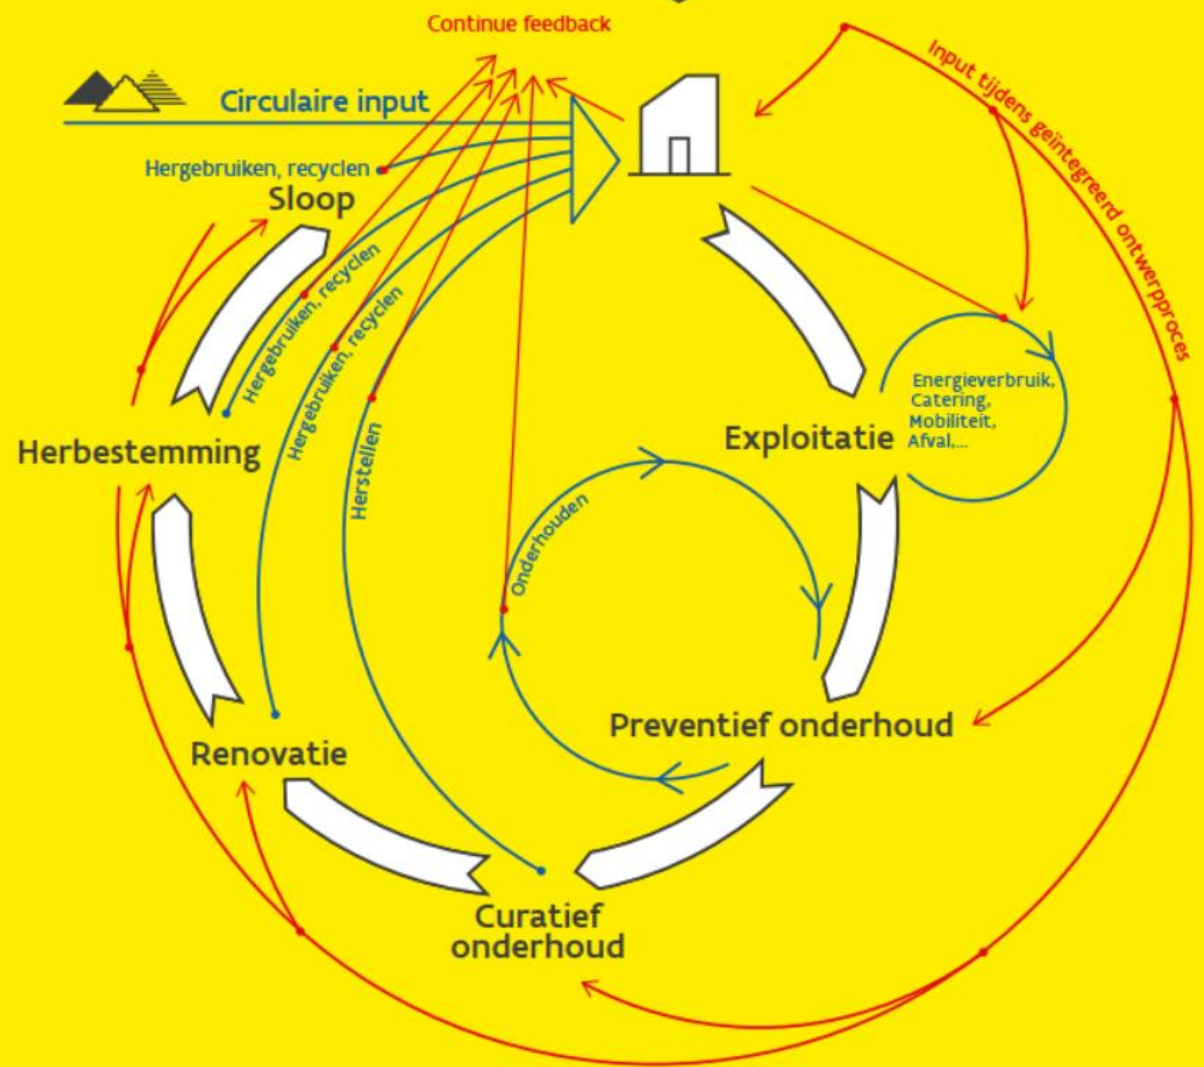 Continue feedback
Input tijdens geïntegreerd ontwerpproces
Circulaire input
Hergebruiken, recyclen
Sloop
Hergebruiken, recyclen
Hergebruiken, recyclen
Herstellen
Onderhouden
Energieverbruik,
Catering,
Mobiliteit,
Afval,...
Exploitatie
Herbestemming
Preventief onderhoud
Renovatie
Curatief
onderhoud